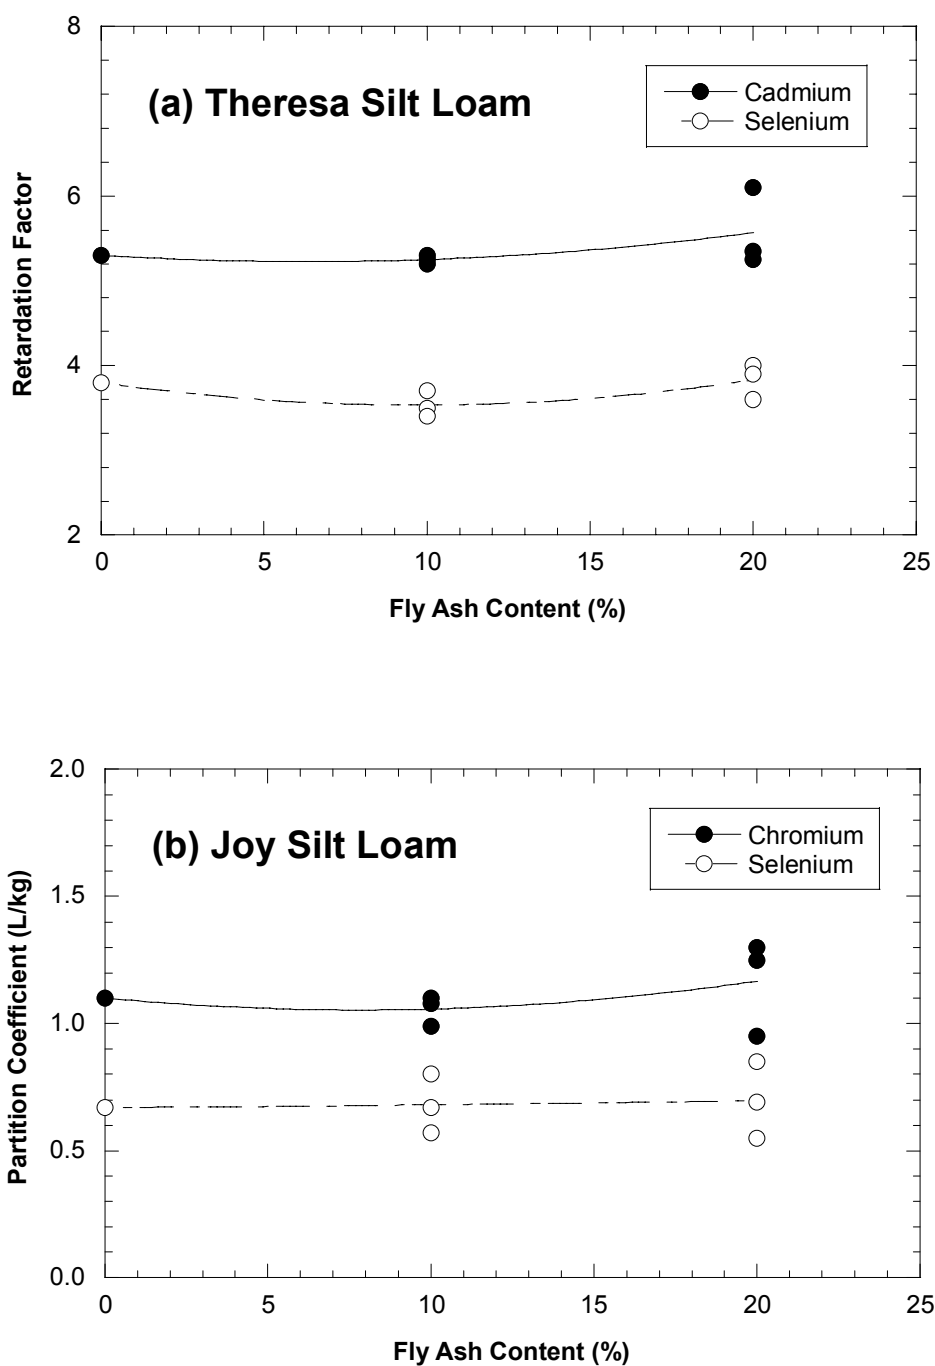 8
(a) Theresa Silt Loam
Cadmium
Selenium
6
Retardation Factor
4
2
0 5 10 15 20 25
Fly Ash Content (%)
2.0
(b) Joy Silt Loam
Chromium
Selenium
1.5
Partition Coefficient (L/kg)
1.0
0.5
0.0
0 5 10 15 20 25
Fly Ash Content (%)